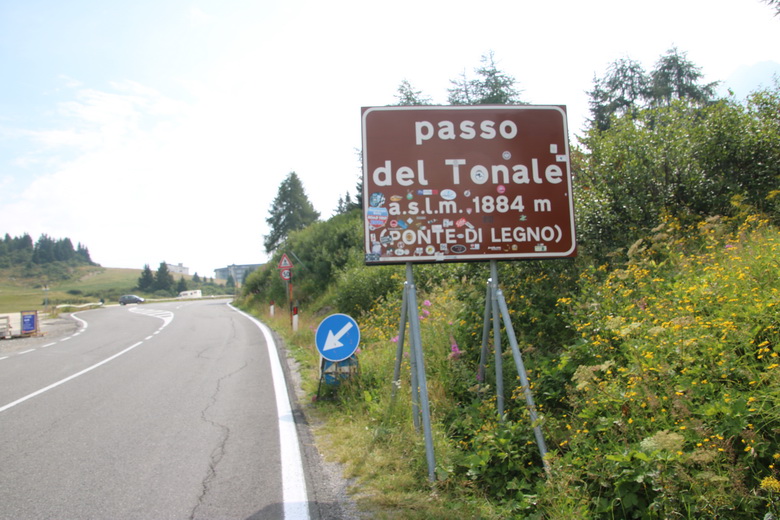 passo
del Tonale
a.s.l.m. 1884 m
(PONTE-DI LEGNO)